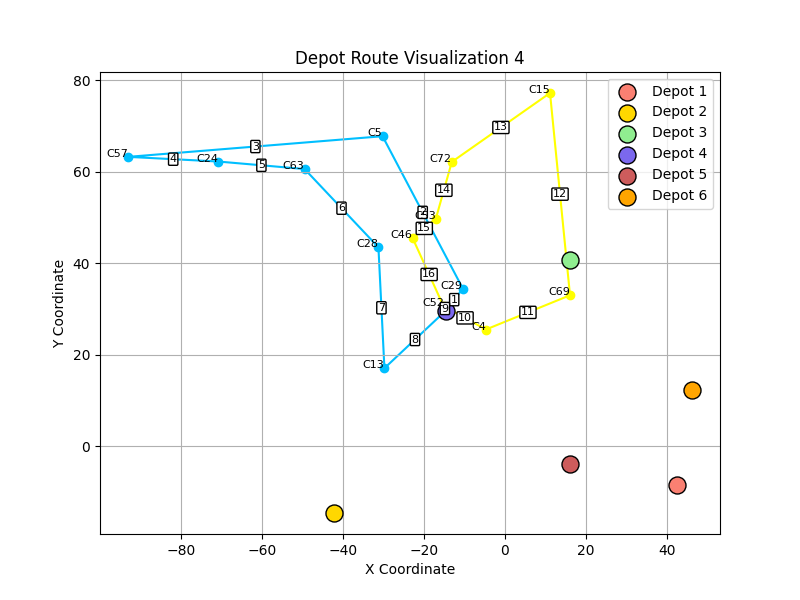 Depot Route Visualization 4
Y Coordinate
80
60
40
20
0
−80
−60
−40
−20
0
20
40
X Coordinate
Depot 1
Depot 2
Depot 3
Depot 4
Depot 5
Depot 6
C15
13
C5
3
C57
4
C24
5
C63
C72
14
12
6
2
C53
15
C46
C28
16
C29
C69
1
C52
9
7
10
11
C4
8
C13